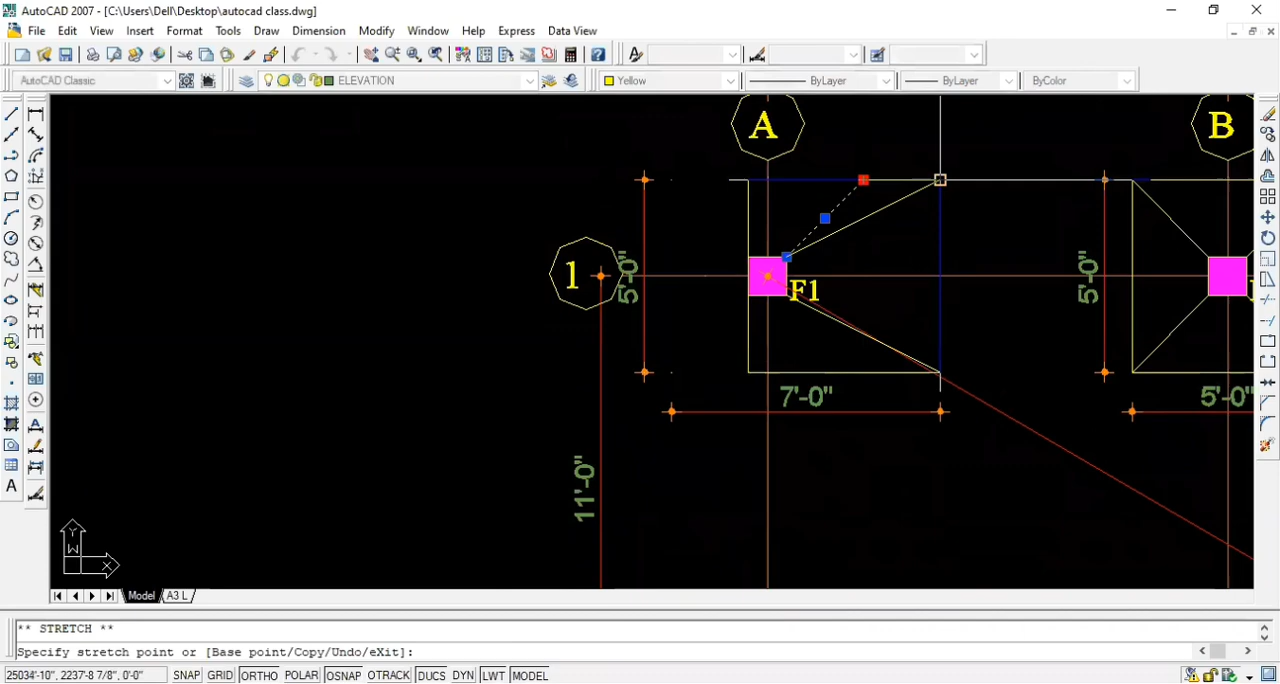 AutoCAD 2007 - [C:\Users\Dell\Desktop\autocad class.dwg]
File Edit View Insert Format Tools Draw Dimension Modify Window Help Express Data View
AutoCAD Classic ELEVATION Yellow ByLayer ByLayer ByColor
A B
1 5'-0" F1 5'-0"
7'-0" 5'-0"
11'-0"
Y
W X
Model A3 L
** STRETCH **
Specify stretch point or [Base point/Copy/Undo/eXit]:
25034'-10", 2237'-8 7/8", 0'-0" SNAP GRID ORTHO POLAR OSNAP OTRACK DUCS DYN LWT MODEL